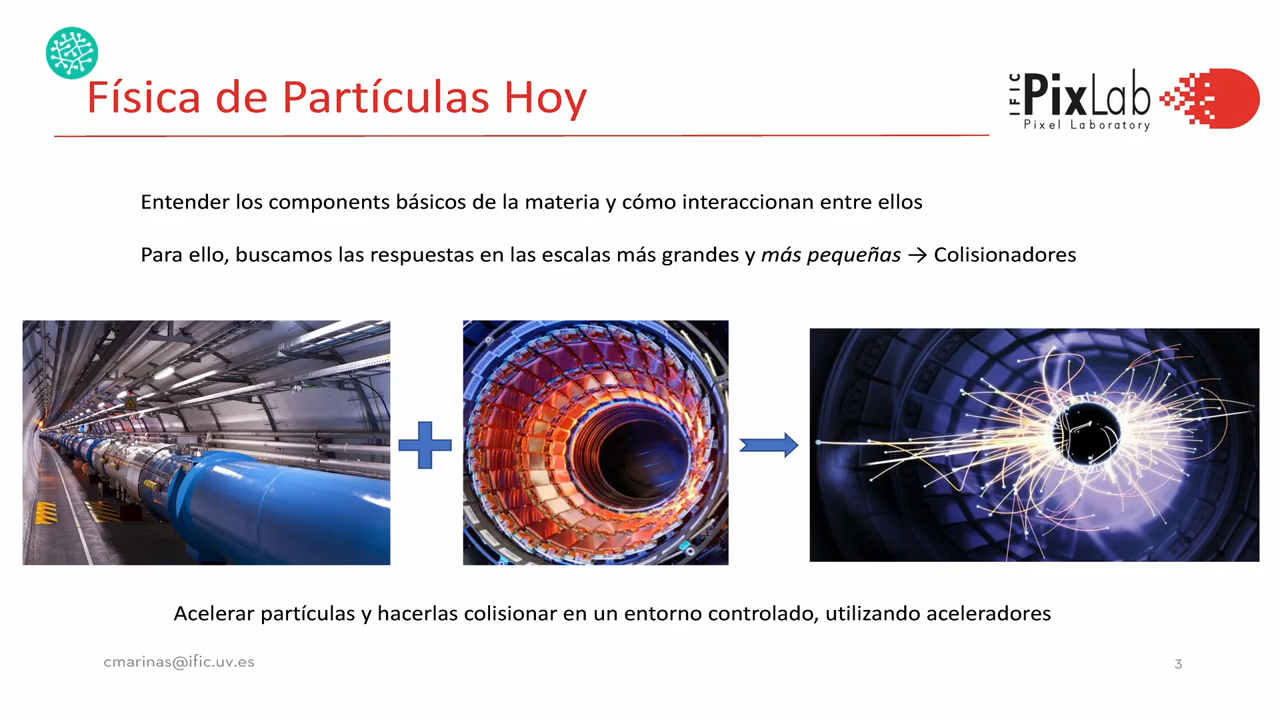 Física de Partículas Hoy
IFIC
PixLab
Pixel Laboratory
Entender los components básicos de la materia y cómo interaccionan entre ellos
Para ello, buscamos las respuestas en las escalas más grandes y más pequeñas → Colisionadores
Acelerar partículas y hacerlas colisionar en un entorno controlado, utilizando aceleradores
cmarinas@ific.uv.es
3